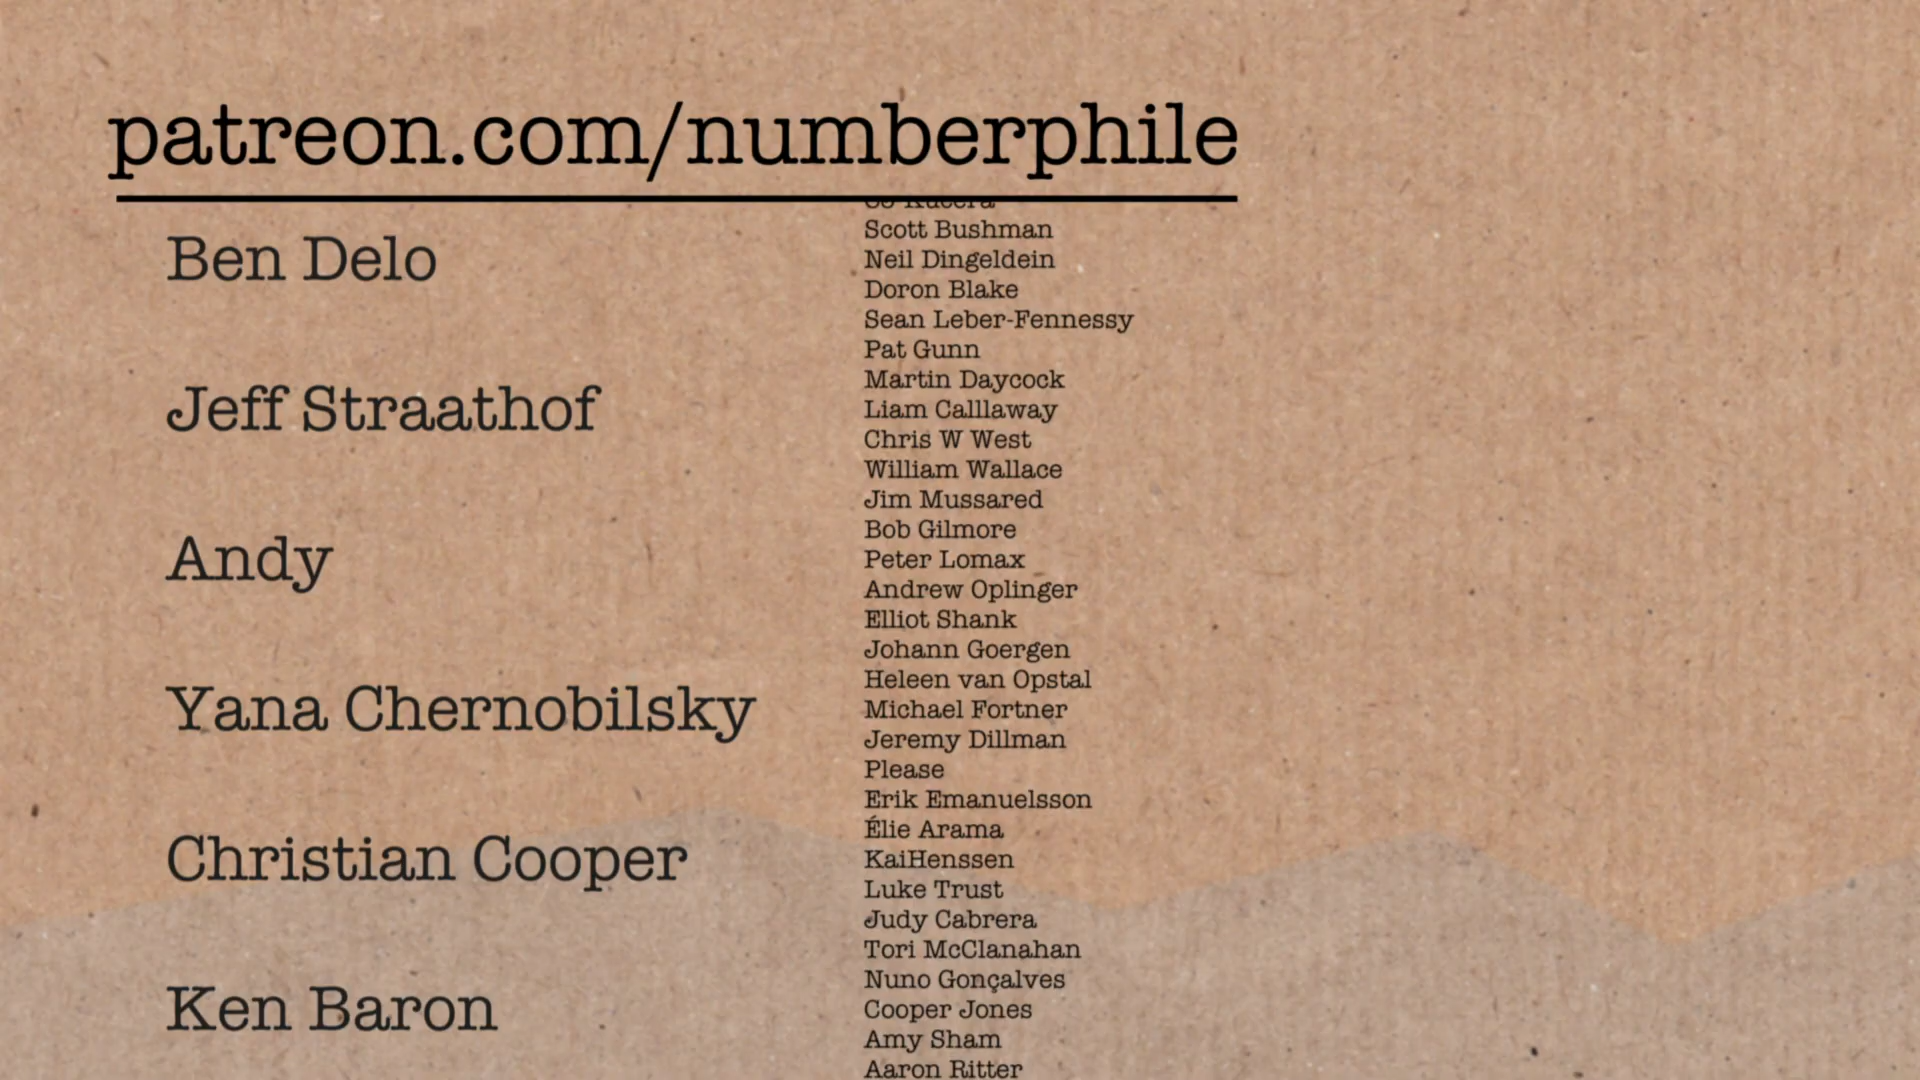 patreon.com/numberphile
Ben Delo
Jeff Straathof
Andy
Yana Chernobilsky
Christian Cooper
Ken Baron
Scott Bushman
Neil Dingeldein
Doron Blake
Sean Leber-Fennessy
Pat Gunn
Martin Daycock
Liam Calllaway
Chris W West
William Wallace
Jim Mussared
Bob Gilmore
Peter Lomax
Andrew Oplinger
Elliot Shank
Johann Goergen
Heleen van Opstal
Michael Fortner
Jeremy Dillman
Please
Erik Emanuelsson
Élie Arama
KaiHenssen
Luke Trust
Judy Cabrera
Tori McClanahan
Nuno Gonçalves
Cooper Jones
Amy Sham
Aaron Ritter